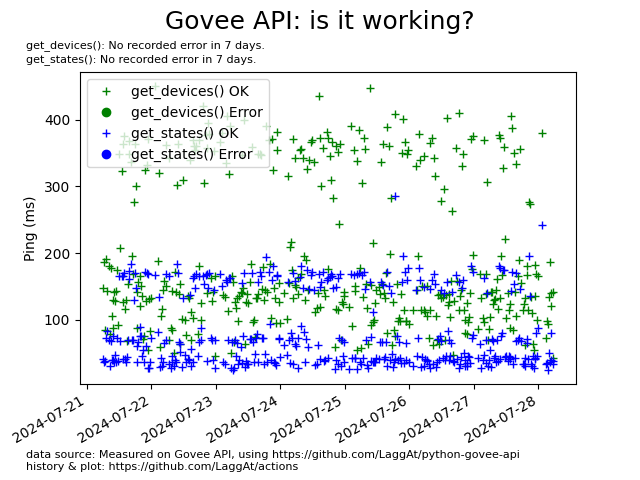 Govee API: is it working?
get_devices(): No recorded error in 7 days.
get_states(): No recorded error in 7 days.
get_devices() OK
get_devices() Error
get_states() OK
get_states() Error
400
300
200
100
Ping (ms)
2024-07-21
2024-07-22
2024-07-23
2024-07-24
2024-07-25
2024-07-26
2024-07-27
2024-07-28
data source: Measured on Govee API, using https://github.com/LaggAt/python-govee-api
history & plot: https://github.com/LaggAt/actions